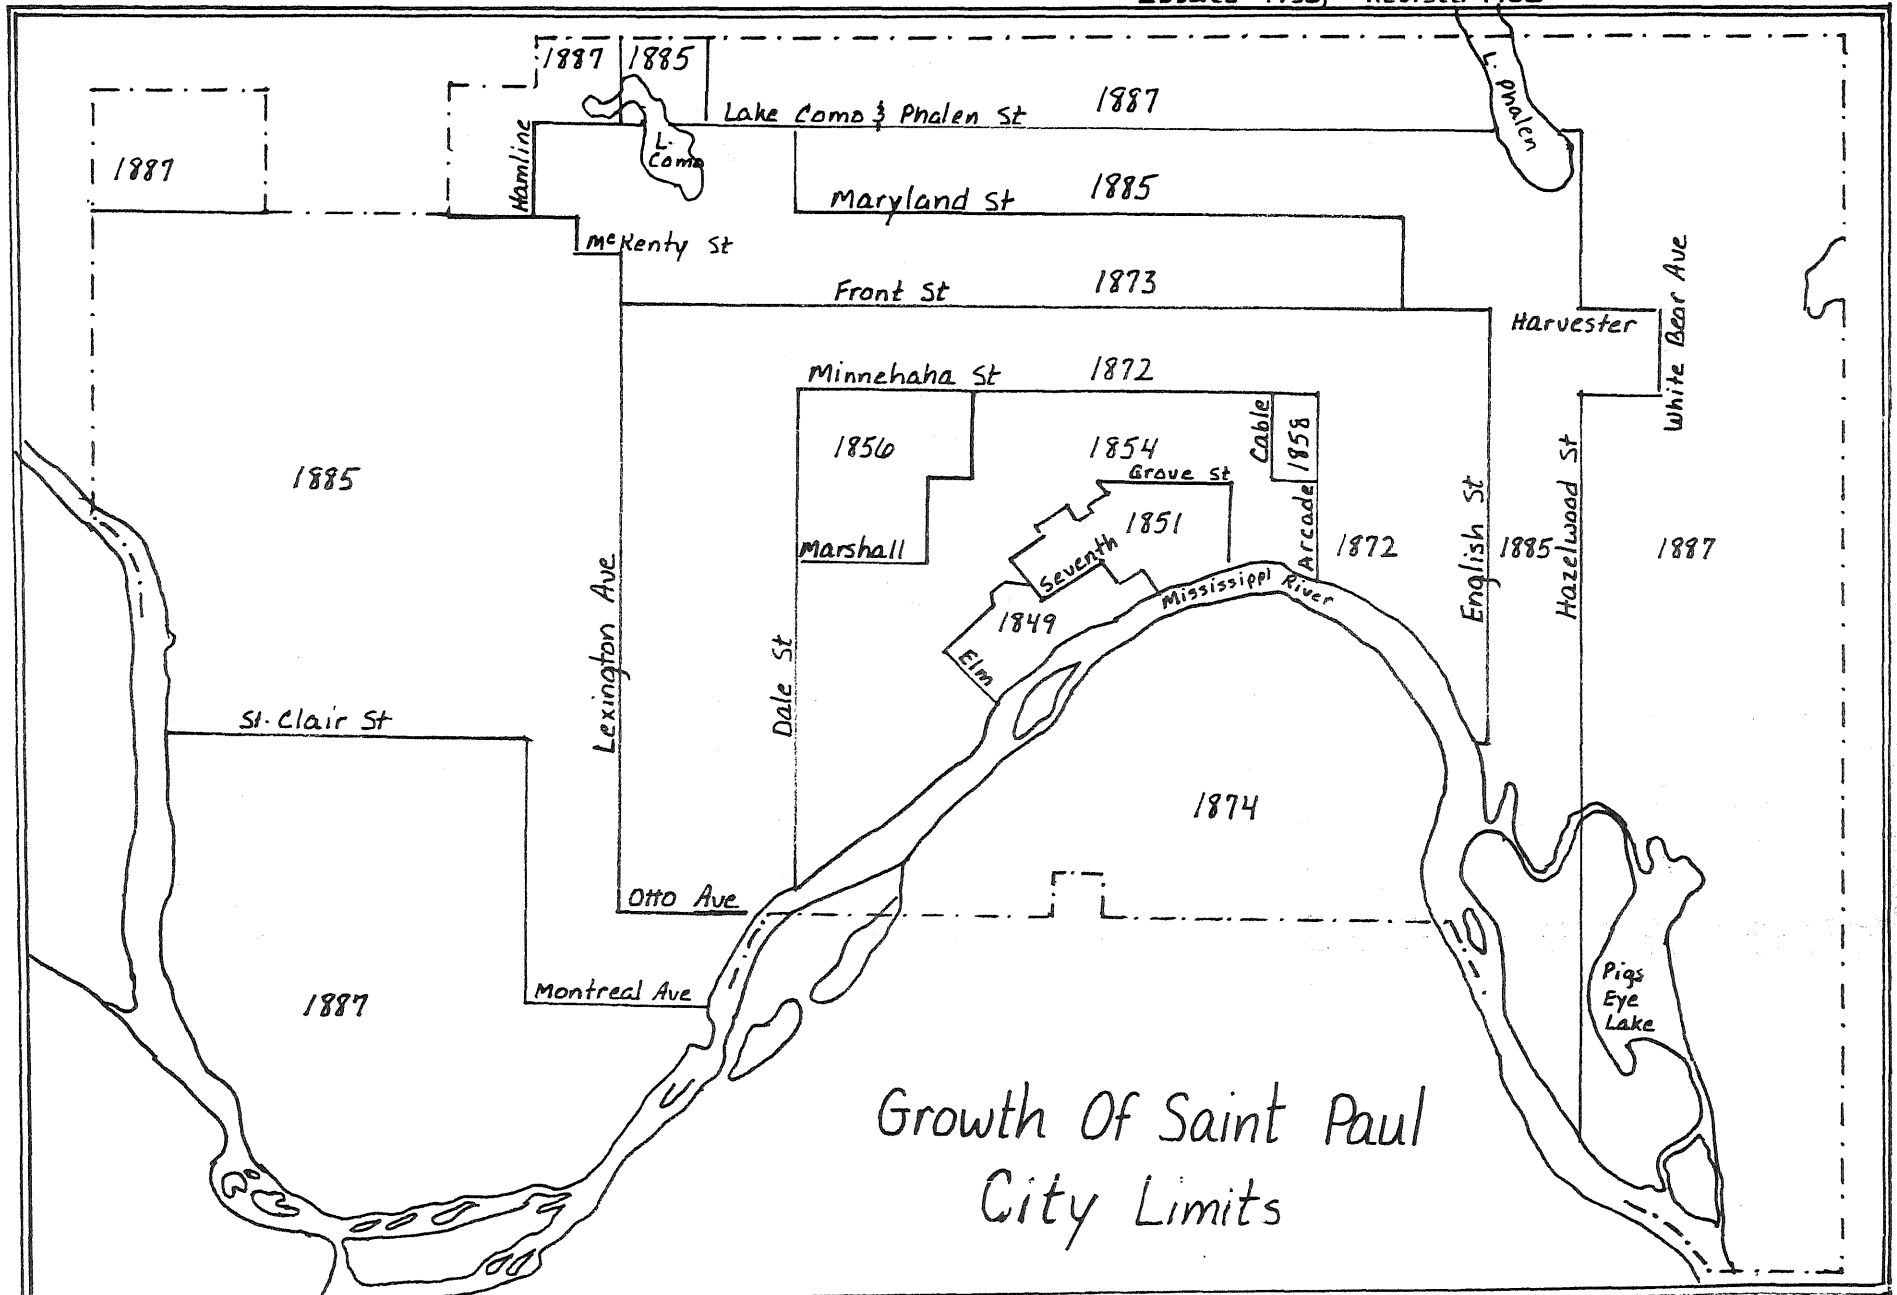 1887
1885
Lake Como & Phalen St
1887
L. Phalen
L.
Como
1887
Hamline
Maryland St
1885
McKenty St
Front St
1873
Harvester
White Bear Ave
Minnehaha St
1872
1856
1854
Cable
1858
Grove St
1885
Arcade
1851
Marshall
Seventh
1872
English St
1885
Hazelwood St
1887
Mississippi River
1849
Elm
Lexington Ave
Dale St
St. Clair St
1874
Otto Ave
Montreal Ave
1887
Pigs
Eye
Lake
Growth Of Saint Paul
City Limits